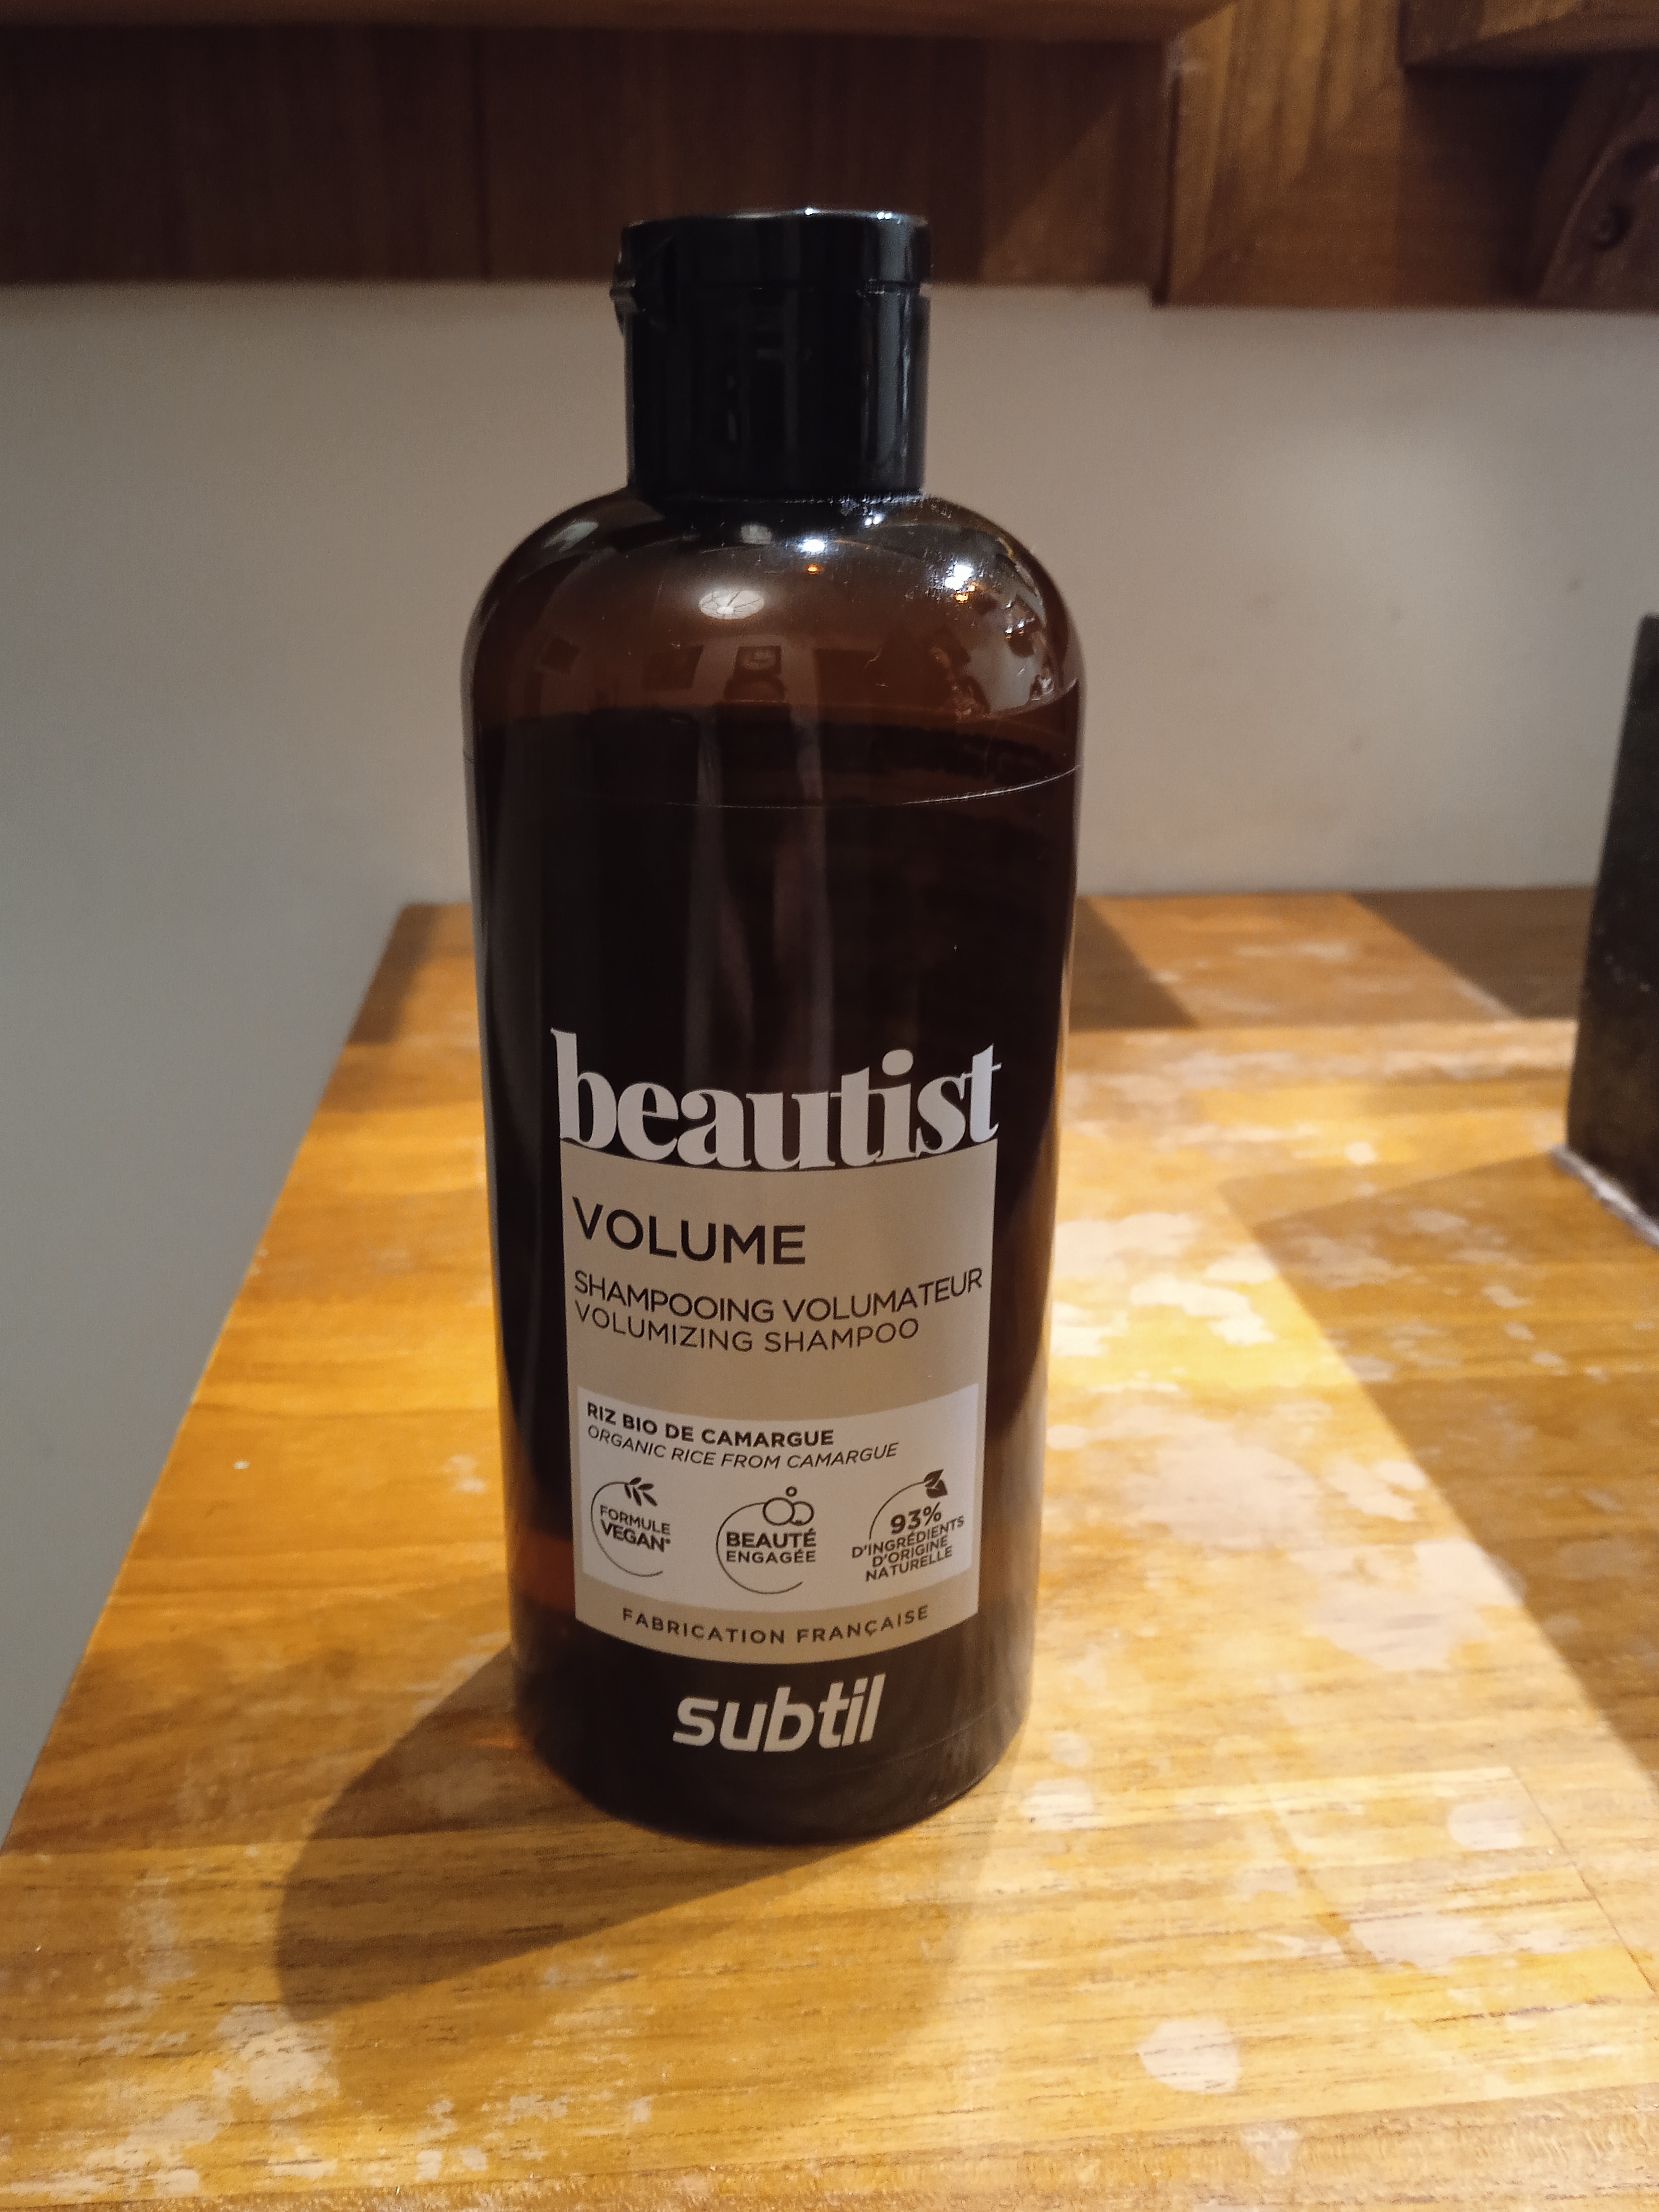 beautist
VOLUME
SHAMPOOING VOLUMATEUR
VOLUMIZING SHAMPOO
RIZ BIO DE CAMARGUE
ORGANIC RICE FROM CAMARGUE
FORMULE
VEGAN*
BEAUTÉ
ENGAGÉE
93%
D'INGRÉDIENTS
D'ORIGINE
NATURELLE
FABRICATION FRANÇAISE
subtil